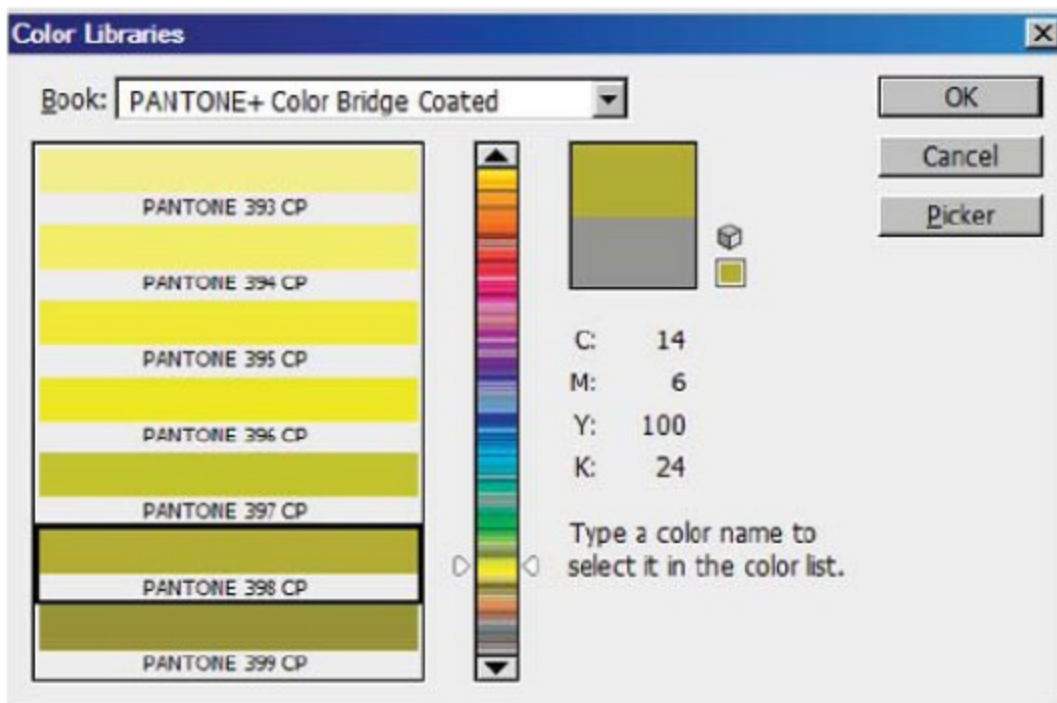 Color Libraries
Book: PANTONE+ Color Bridge Coated
OK
Cancel
Picker
PANTONE 393 CP
PANTONE 394 CP
PANTONE 395 CP
PANTONE 396 CP
PANTONE 397 CP
PANTONE 398 CP
PANTONE 399 CP
C: 14
M: 6
Y: 100
K: 24
Type a color name to
select it in the color list.